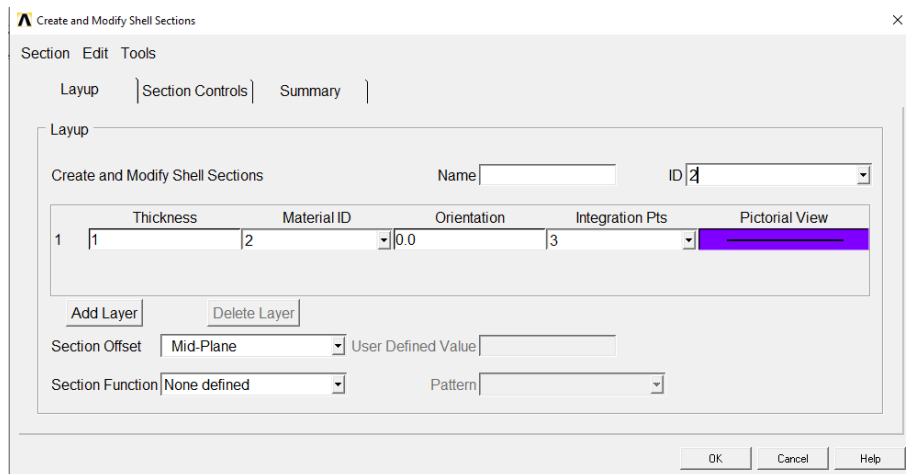 Create and Modify Shell Sections
Section Edit Tools
Layup Section Controls Summary
Layup
Create and Modify Shell Sections Name ID 2
Thickness Material ID Orientation Integration Pts Pictorial View
1 1 2 0.0 3
Add Layer Delete Layer
Section Offset Mid-Plane User Defined Value
Section Function None defined Pattern
OK Cancel Help